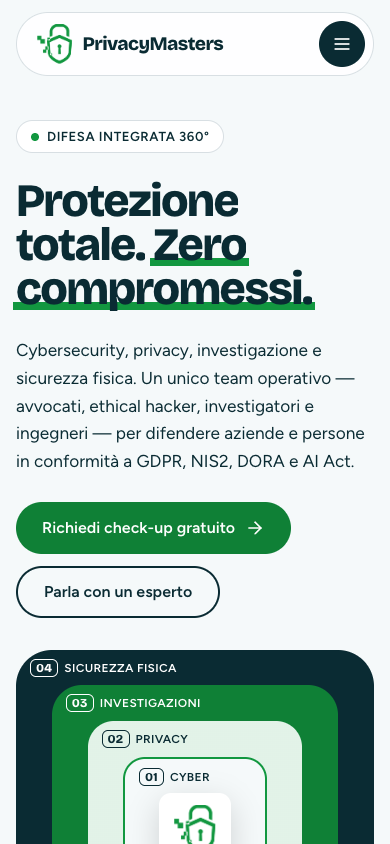 PrivacyMasters
DIFESA INTEGRATA 360°
Protezione
totale. Zero
compromessi.
Cybersecurity, privacy, investigazione e
sicurezza fisica. Un unico team operativo —
avvocati, ethical hacker, investigatori e
ingegneri — per difendere aziende e persone
in conformità a GDPR, NIS2, DORA e AI Act.
Richiedi check-up gratuito →
Parla con un esperto
04 SICUREZZA FISICA
03 INVESTIGAZIONI
02 PRIVACY
01 CYBER